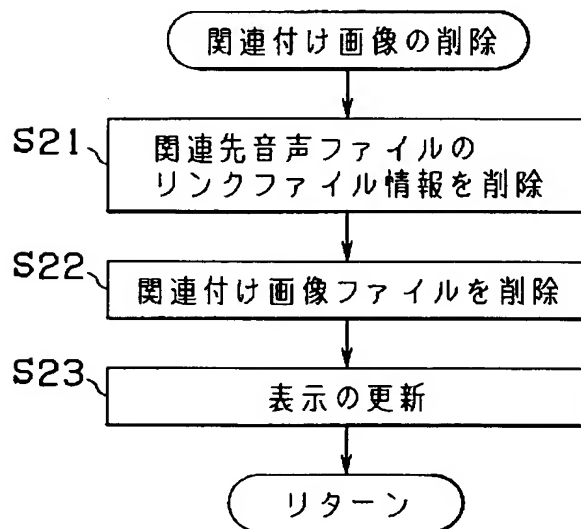 関連付け画像の削除
S21
関連先音声ファイルの
リンクファイル情報を削除
S22
関連付け画像ファイルを削除
S23
表示の更新
リターン